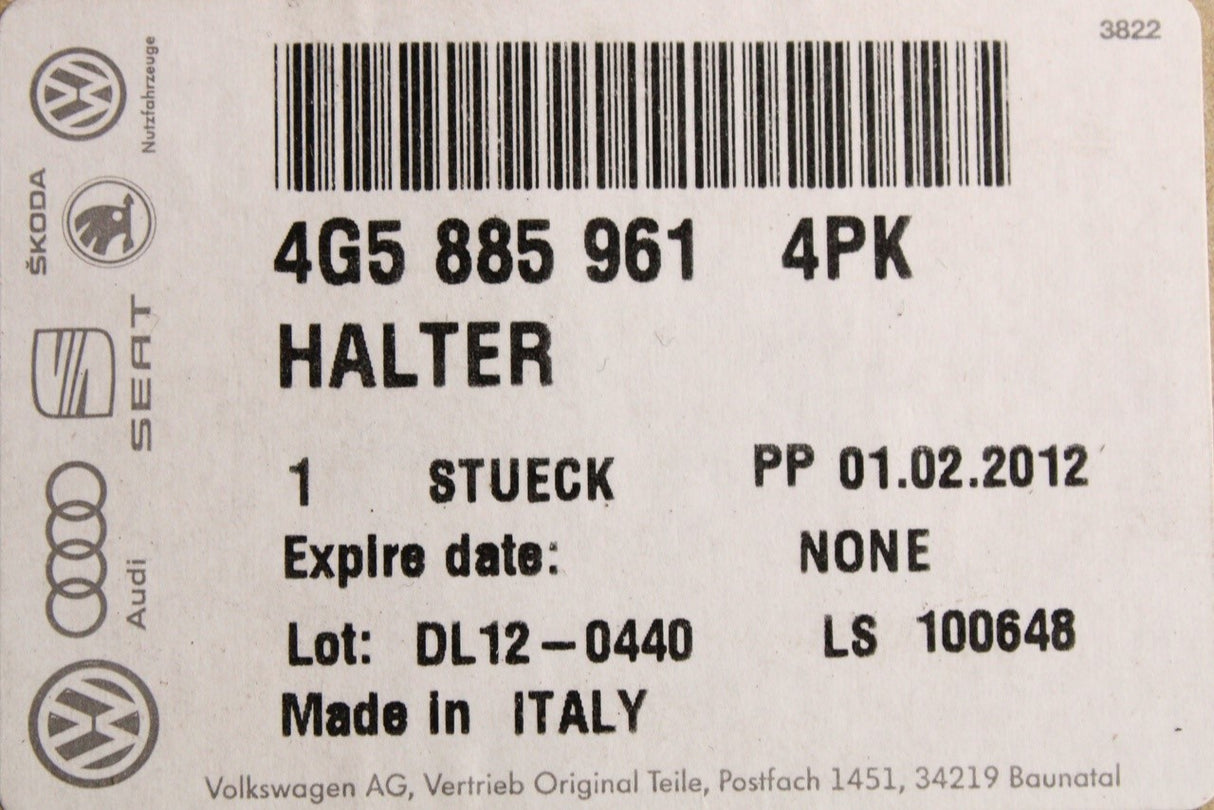 3822
Nutzfahrzeuge
ŠKODA
SEAT
Audi
4G5 885 961 4PK
HALTER
1 STUECK PP 01.02.2012
Expire date: NONE
Lot: DL12-0440 LS 100648
Made in ITALY
Volkswagen AG, Vertrieb Original Teile, Postfach 1451, 34219 Baunatal